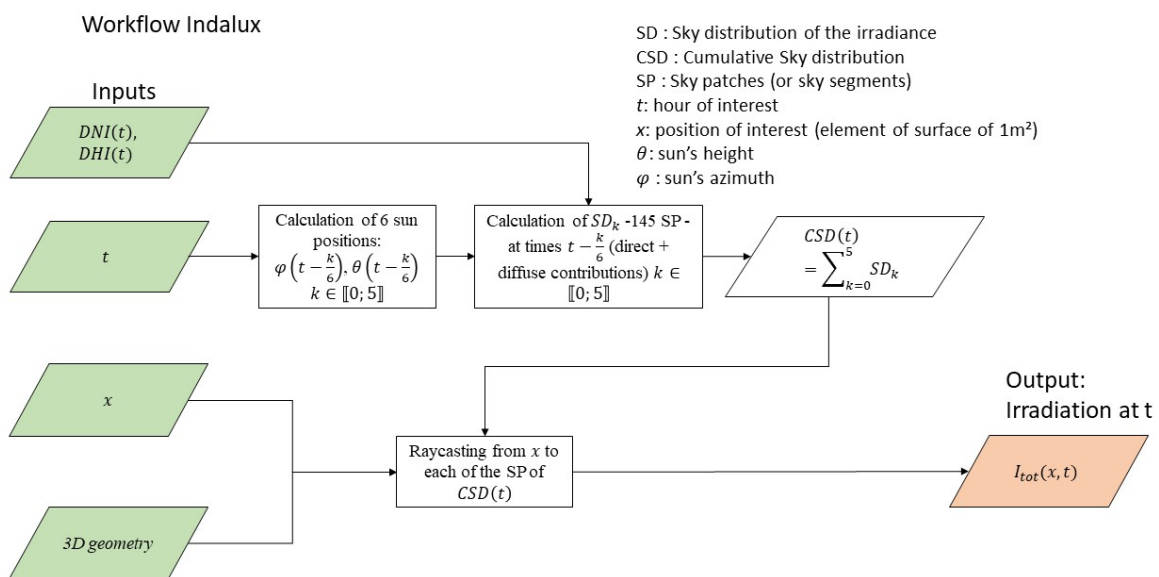 Workflow Indalux
SD : Sky distribution of the irradiance
CSD : Cumulative Sky distribution
SP : Sky patches (or sky segments)
t: hour of interest
x: position of interest (element of surface of 1m²)
θ: sun's height
φ : sun's azimuth
Inputs
DNI(t),
DHI(t)
t
Calculation of 6 sun
positions:
φ(t − k/6), θ(t − k/6)
k ∈ ⟦0; 5⟧
Calculation of SD_k -145 SP -
at times t − k/6 (direct +
diffuse contributions) k ∈
⟦0; 5⟧
CSD(t)
= ∑_{k=0}^{5} SD_k
x
3D geometry
Raycasting from x to
each of the SP of
CSD(t)
Output:
Irradiation at t
I_tot(x, t)